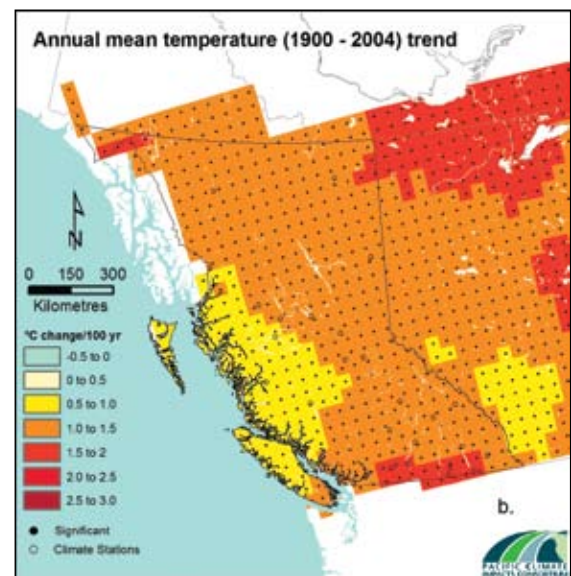 Annual mean temperature (1900 - 2004) trend
N
0 150 300
Kilometres
°C change/100 yr
-0.5 to 0
0 to 0.5
0.5 to 1.0
1.0 to 1.5
1.5 to 2
2.0 to 2.5
2.5 to 3.0
Significant
Climate Stations
b.
PACIFIC CLIMATE
IMPACTS CONSORTIUM